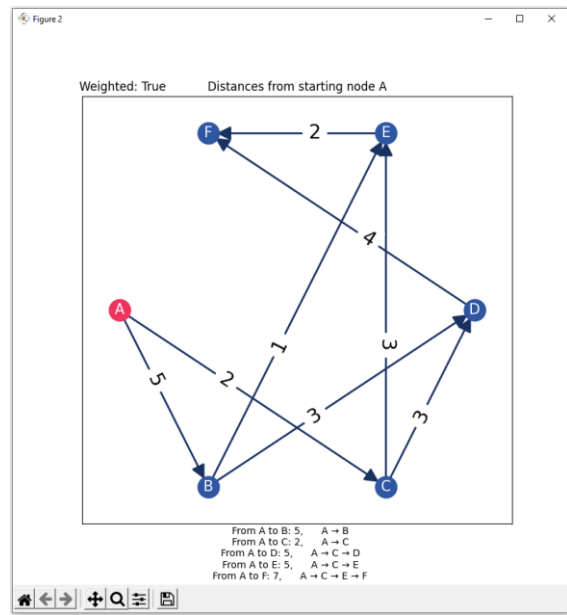 Figure 2
Weighted: True Distances from starting node A
F
2
E
4
A
D
1
3
5
2
3
3
B
C
From A to B: 5, A → B
From A to C: 2, A → C
From A to D: 5, A → C → D
From A to E: 5, A → C → E
From A to F: 7, A → C → E → F